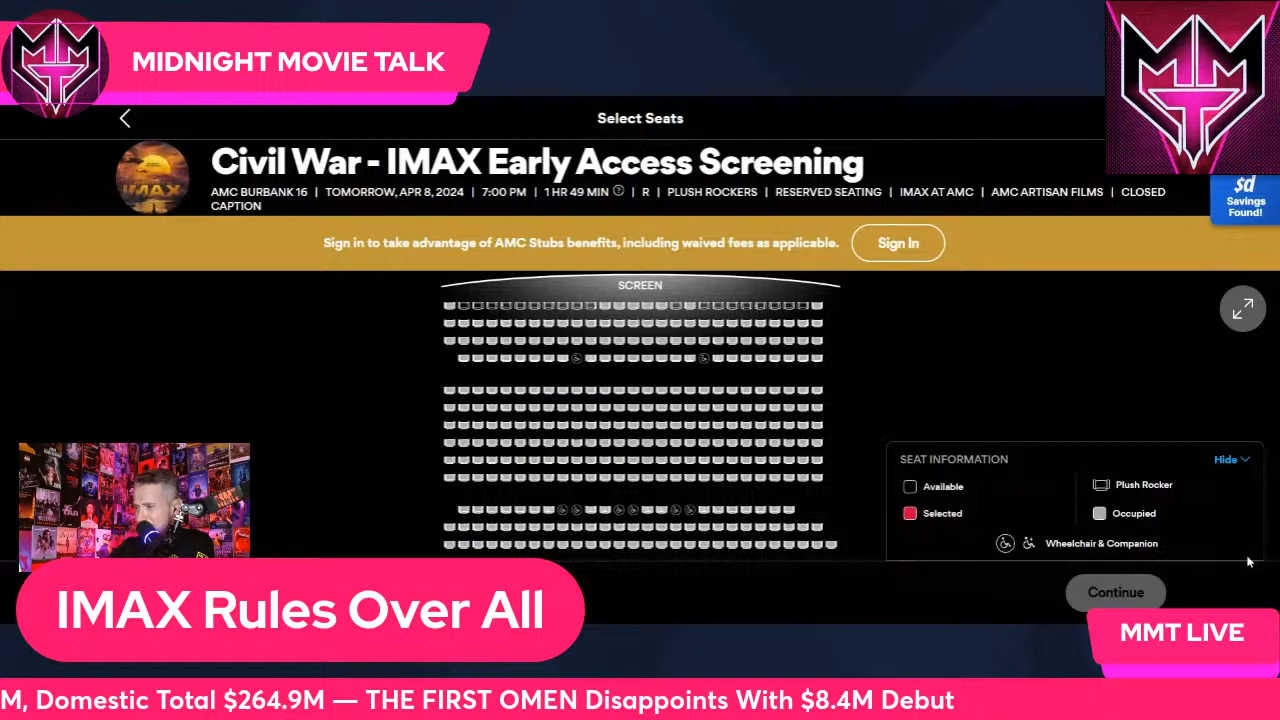 MIDNIGHT MOVIE TALK
Select Seats
Civil War - IMAX Early Access Screening
AMC BURBANK 16 | TOMORROW, APR 8, 2024 | 7:00 PM | 1 HR 49 MIN | R | PLUSH ROCKERS | RESERVED SEATING | IMAX AT AMC | AMC ARTISAN FILMS | CLOSED
CAPTION
IMAX
$d
Savings
Found!
Sign in to take advantage of AMC Stubs benefits, including waived fees as applicable.
Sign In
SCREEN
SEAT INFORMATION
Hide
Available
Plush Rocker
Selected
Occupied
Wheelchair & Companion
Continue
IMAX Rules Over All
MMT LIVE
M, Domestic Total $264.9M — THE FIRST OMEN Disappoints With $8.4M Debut